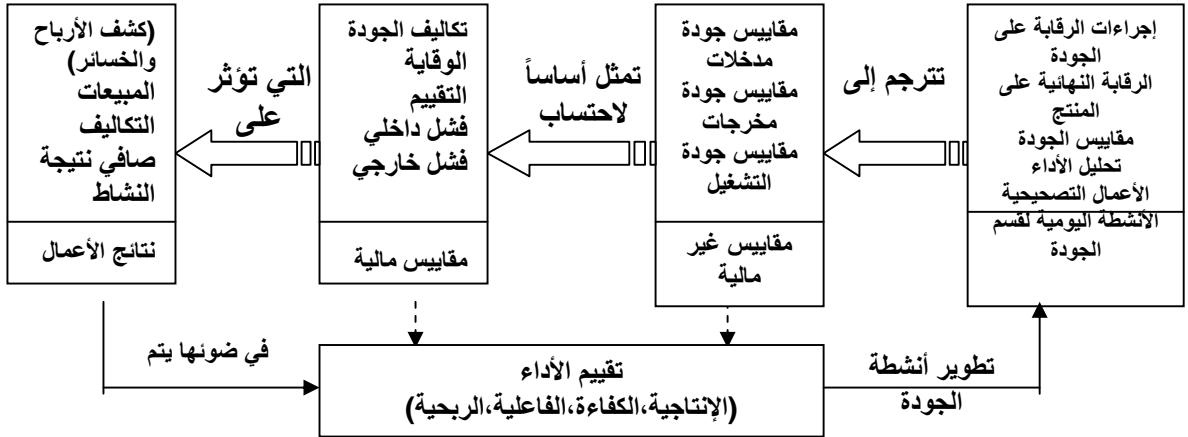 إجراءات الرقابة على
الجودة
الرقابة النهائية على
المنتج
مقاييس الجودة
تحليل الأداء
الأعمال التصحيحية
الأنشطة اليومية لقسم
الجودة
تترجم إلى
مقاييس جودة
مدخلات
مقاييس جودة
مخرجات
مقاييس جودة
التشغيل
مقاييس غير
مالية
تمثل أساساً
لاحتساب
تكاليف الجودة
الوقاية
التقييم
فشل داخلي
فشل خارجي
مقاييس مالية
التي تؤثر
على
(كشف الأرباح
والخسائر)
المبيعات
التكاليف
صافي نتيجة
النشاط
نتائج الأعمال
في ضوئها يتم
تقييم الأداء
(الإنتاجية،الكفاءة،الفاعلية،الربحية)
تطوير أنشطة
الجودة